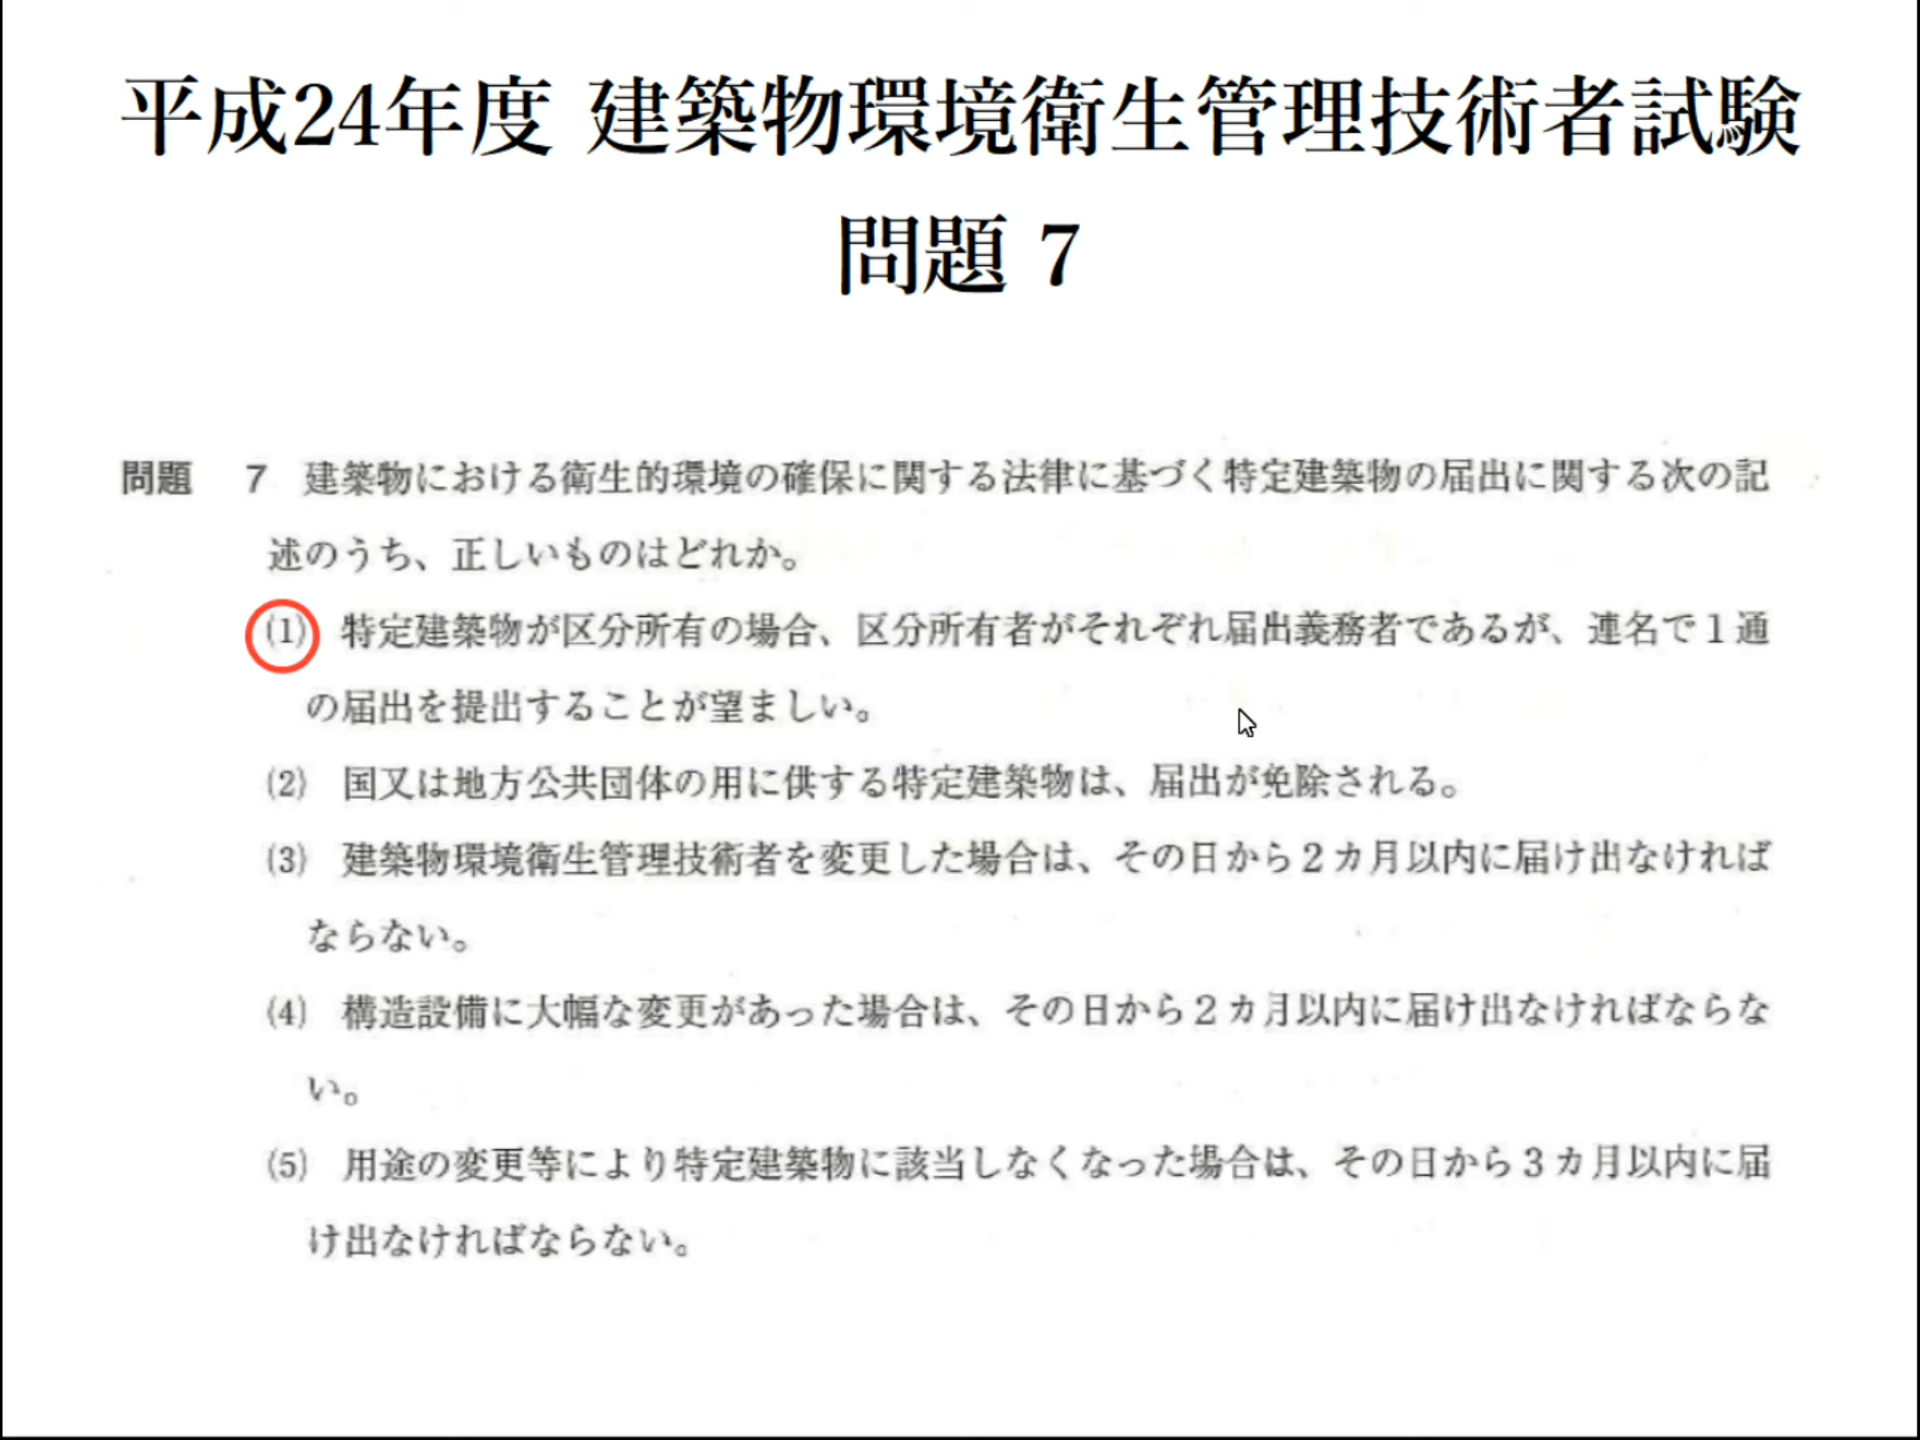 平成24年度 建築物環境衛生管理技術者試験
問題 7
問題 7 建築物における衛生的環境の確保に関する法律に基づく特定建築物の届出に関する次の記
述のうち、正しいものはどれか。
(1) 特定建築物が区分所有の場合、区分所有者がそれぞれ届出義務者であるが、連名で1通
の届出を提出することが望ましい。
(2) 国又は地方公共団体の用に供する特定建築物は、届出が免除される。
(3) 建築物環境衛生管理技術者を変更した場合は、その日から2カ月以内に届け出なければ
ならない。
(4) 構造設備に大幅な変更があった場合は、その日から2カ月以内に届け出なければならな
い。
(5) 用途の変更等により特定建築物に該当しなくなった場合は、その日から3カ月以内に届
け出なければならない。